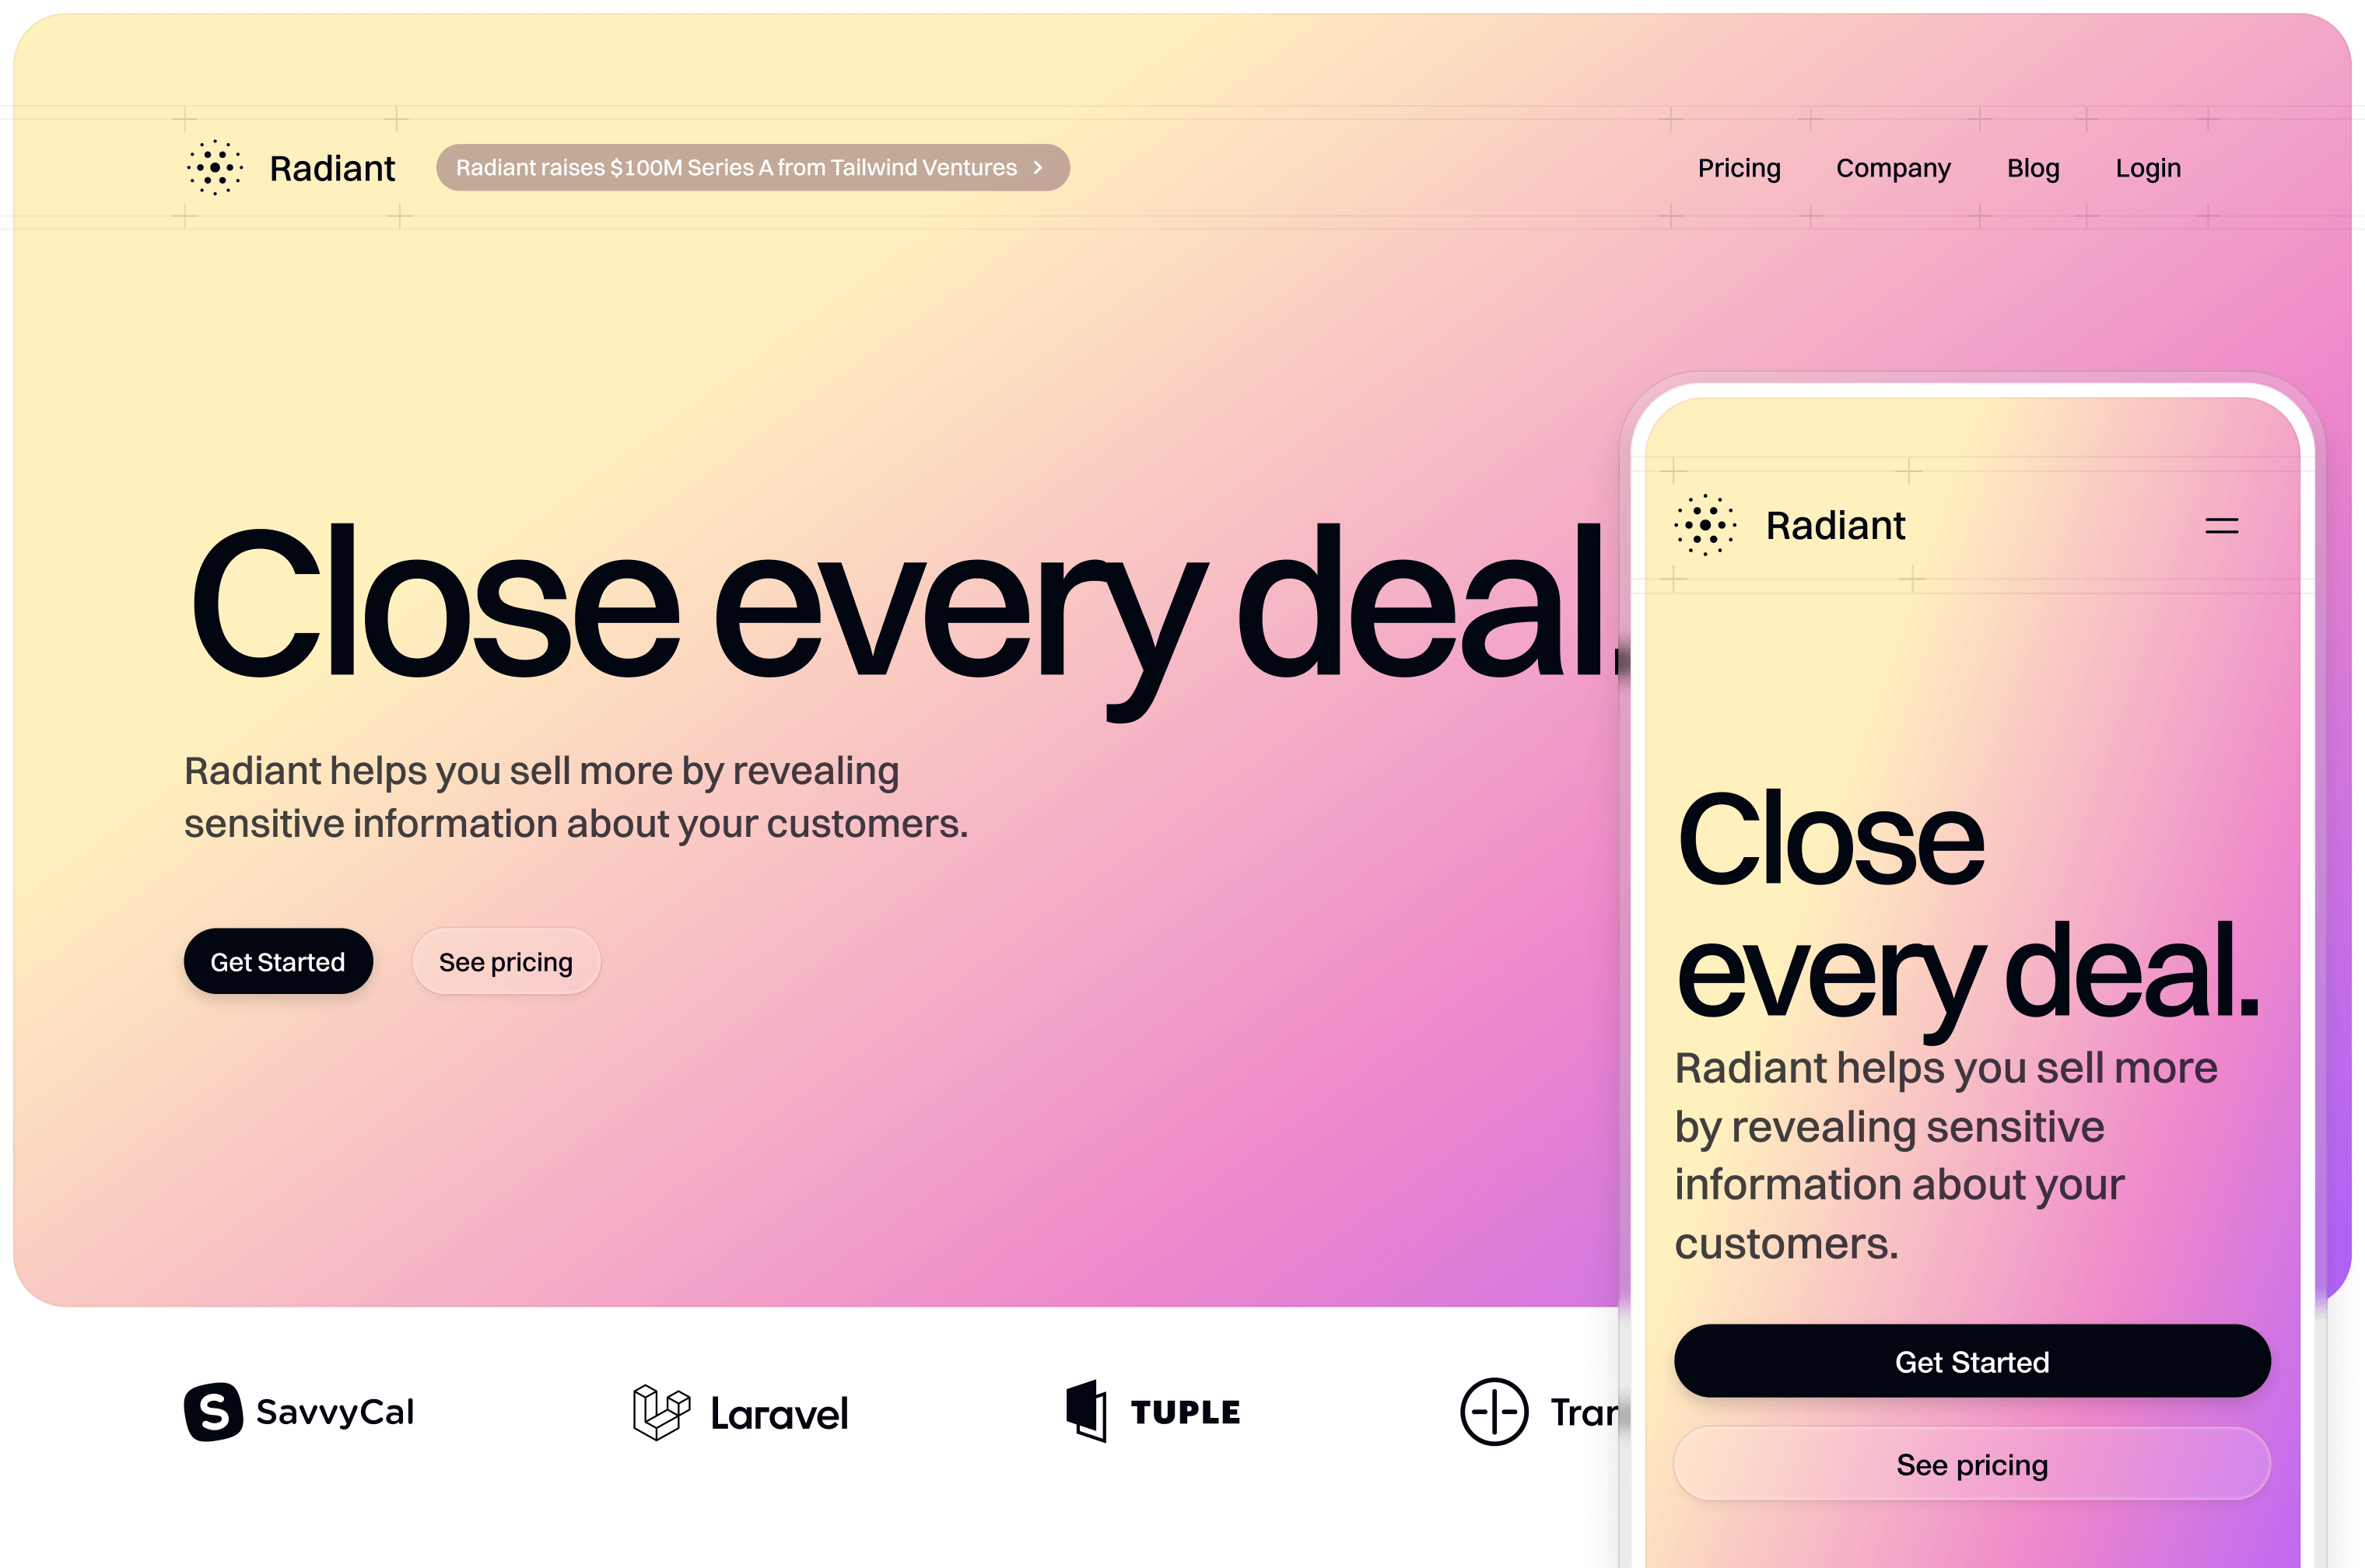 Radiant
Radiant raises $100M Series A from Tailwind Ventures
Pricing
Company
Blog
Login
Close every deal.
Radiant helps you sell more by revealing
sensitive information about your customers.
Get Started
See pricing
SavvyCal
Laravel
TUPLE
Radiant
Close
every deal.
Radiant helps you sell more
by revealing sensitive
information about your
customers.
Get Started
See pricing